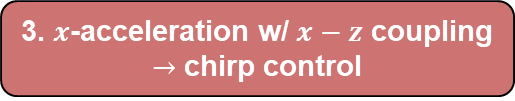 3. 𝑥-acceleration w/ 𝑥 − 𝑧 coupling
→ chirp control